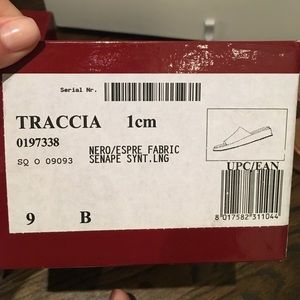 Serial Nr.
TRACCIA 1cm
0197338
SQ O 09093
NERO/ESPRE FABRIC
SENAPE SYNT.LNG
UPC/EAN
9 B
8 017582 311044